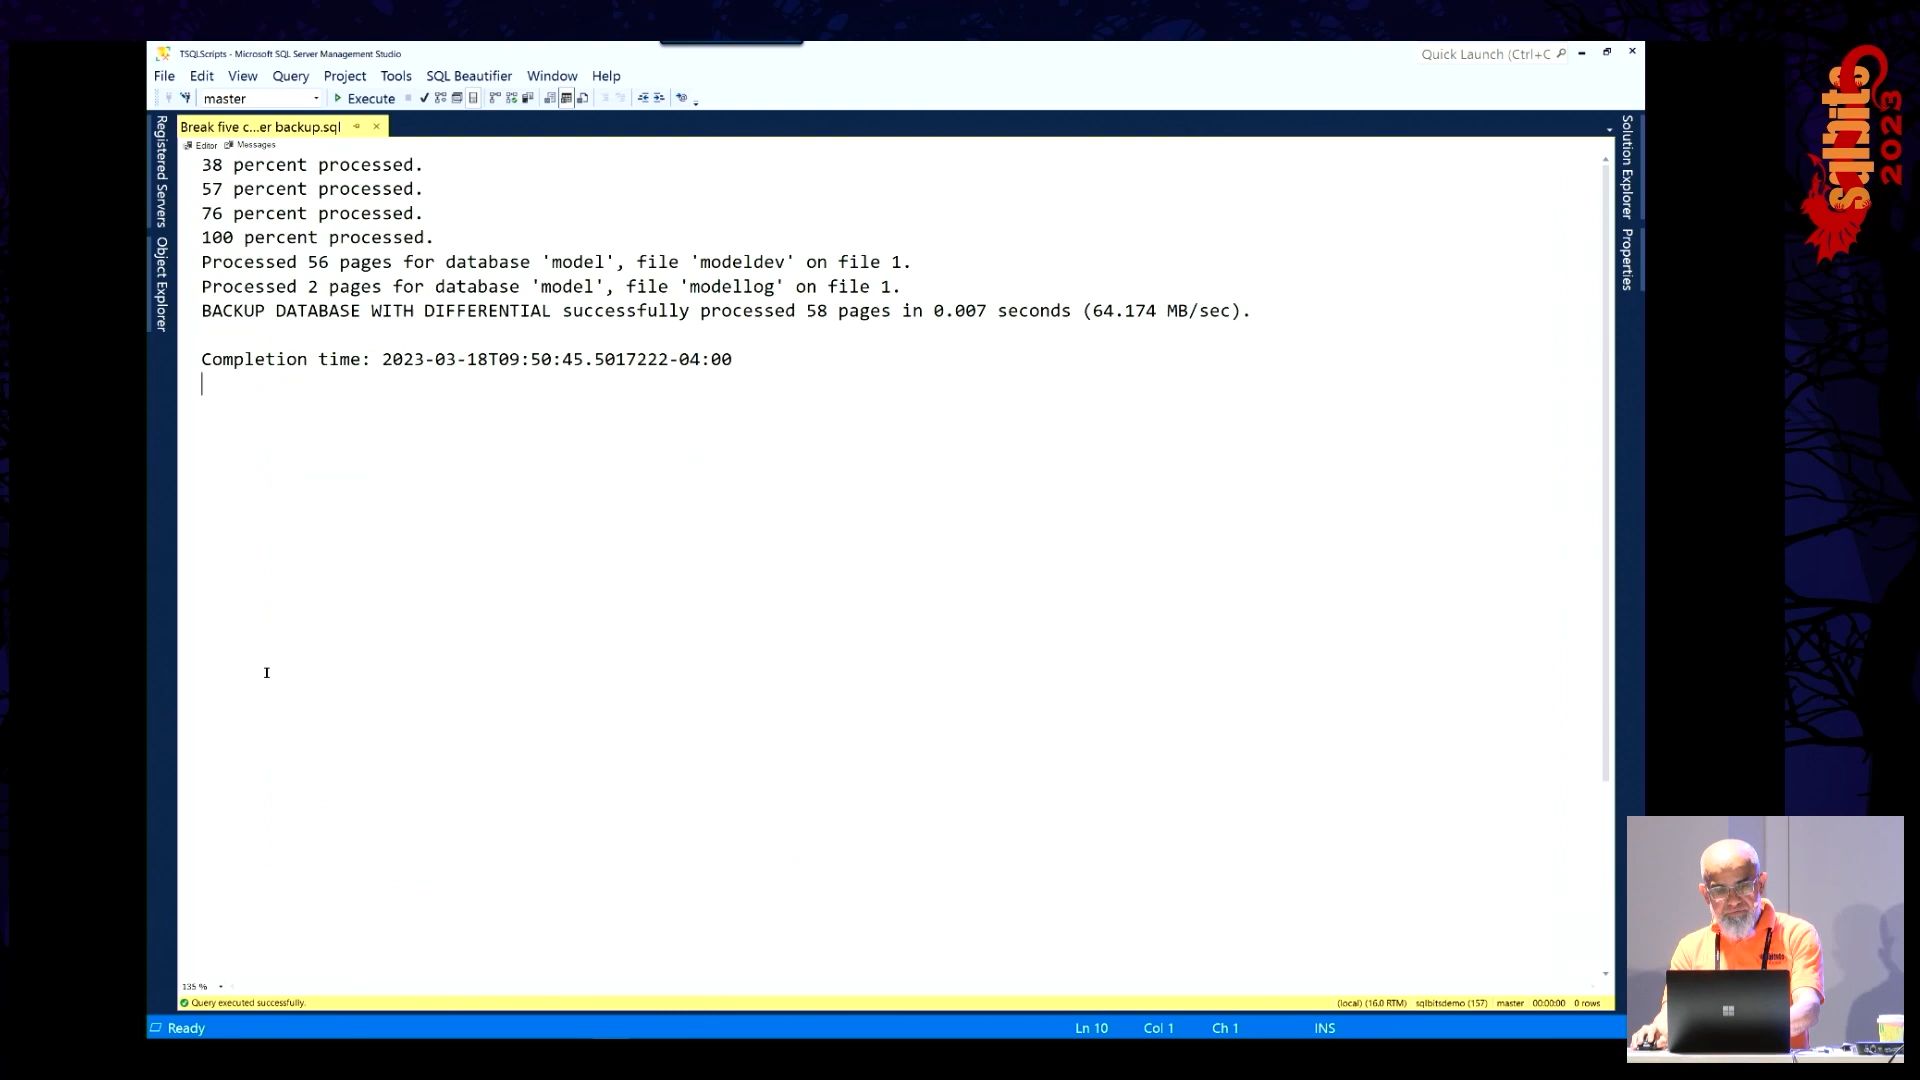 TSQLScripts - Microsoft SQL Server Management Studio
Quick Launch (Ctrl+C
File Edit View Query Project Tools SQL Beautifier Window Help
master Execute
Break five c...er backup.sql
Editor Messages
38 percent processed.
57 percent processed.
76 percent processed.
100 percent processed.
Processed 56 pages for database 'model', file 'modeldev' on file 1.
Processed 2 pages for database 'model', file 'modellog' on file 1.
BACKUP DATABASE WITH DIFFERENTIAL successfully processed 58 pages in 0.007 seconds (64.174 MB/sec).
Completion time: 2023-03-18T09:50:45.5017222-04:00
Registered Servers
Object Explorer
Solution Explorer
Properties
135 %
Query executed successfully.
(local) (16.0 RTM) sqlbitsdemo (157) master 00:00:00 0 rows
Ready
Ln 10 Col 1 Ch 1 INS
sqlbits
2023